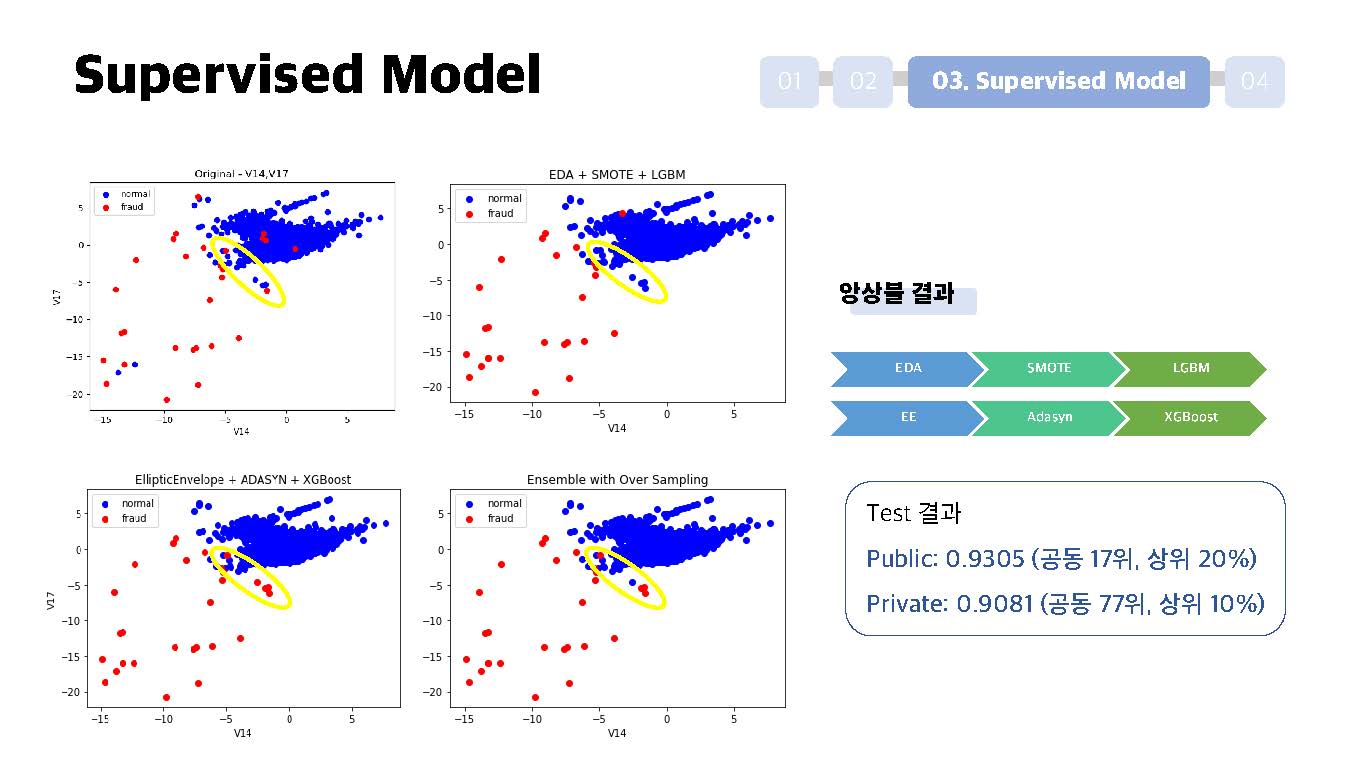 Supervised Model
01
02
03. Supervised Model
04
Original - V14,V17
normal
fraud
5
0
−5
−10
−15
−20
V17
−15
−10
−5
0
5
V14
EDA + SMOTE + LGBM
normal
fraud
5
0
−5
−10
−15
−20
−15
−10
−5
0
5
V14
EllipticEnvelope + ADASYN + XGBoost
normal
fraud
5
0
−5
−10
−15
−20
V17
−15
−10
−5
0
5
V14
Ensemble with Over Sampling
normal
fraud
5
0
−5
−10
−15
−20
−15
−10
−5
0
5
V14
앙상블 결과
EDA
SMOTE
LGBM
EE
Adasyn
XGBoost
Test 결과
Public: 0.9305 (공동 17위, 상위 20%)
Private: 0.9081 (공동 77위, 상위 10%)